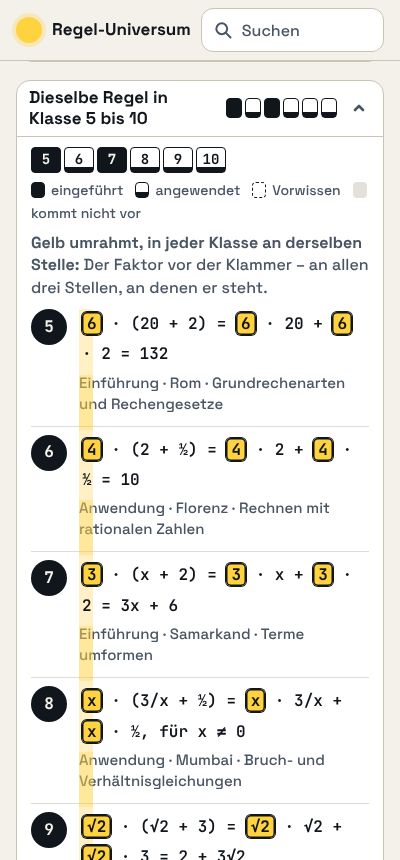 Regel-Universum
Suchen
Dieselbe Regel in
Klasse 5 bis 10
5 6 7 8 9 10
eingeführt angewendet Vorwissen
kommt nicht vor
Gelb umrahmt, in jeder Klasse an derselben
Stelle: Der Faktor vor der Klammer – an allen
drei Stellen, an denen er steht.
5
6 · (20 + 2) = 6 · 20 + 6
· 2 = 132
Einführung · Rom · Grundrechenarten
und Rechengesetze
6
4 · (2 + ½) = 4 · 2 + 4 ·
½ = 10
Anwendung · Florenz · Rechnen mit
rationalen Zahlen
7
3 · (x + 2) = 3 · x + 3 ·
2 = 3x + 6
Einführung · Samarkand · Terme
umformen
8
x · (3/x + ½) = x · 3/x +
x · ½, für x ≠ 0
Anwendung · Mumbai · Bruch- und
Verhältnisgleichungen
9
√2 · (√2 + 3) = √2 · √2 +
√2 · 3 = 2 + 3√2